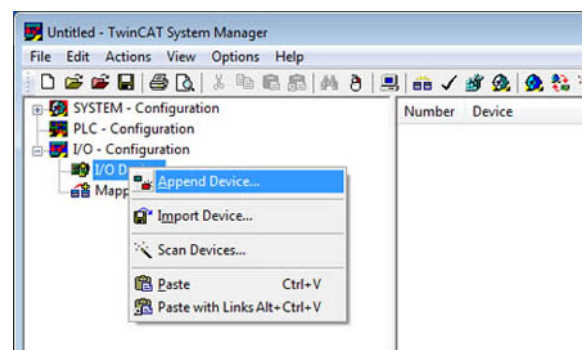 Untitled - TwinCAT System Manager
File Edit Actions View Options Help
SYSTEM - Configuration
PLC - Configuration
I/O - Configuration
I/O D
Mapp
Append Device...
Import Device...
Scan Devices...
Paste Ctrl+V
Paste with Links Alt+Ctrl+V
Number Device